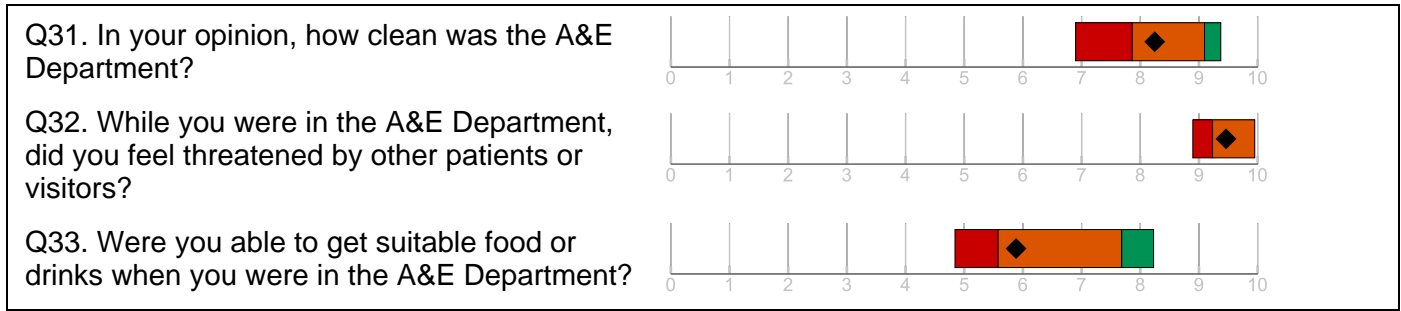 Q31. In your opinion, how clean was the A&E
Department?
0 1 2 3 4 5 6 7 8 9 10
Q32. While you were in the A&E Department,
did you feel threatened by other patients or
visitors?
0 1 2 3 4 5 6 7 8 9 10
Q33. Were you able to get suitable food or
drinks when you were in the A&E Department?
0 1 2 3 4 5 6 7 8 9 10